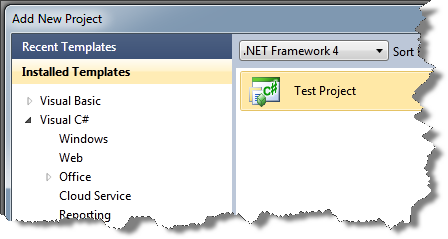 Add New Project
Recent Templates
Installed Templates
Visual Basic
Visual C#
Windows
Web
Office
Cloud Service
Reporting
.NET Framework 4
Sort
C#
Test Project